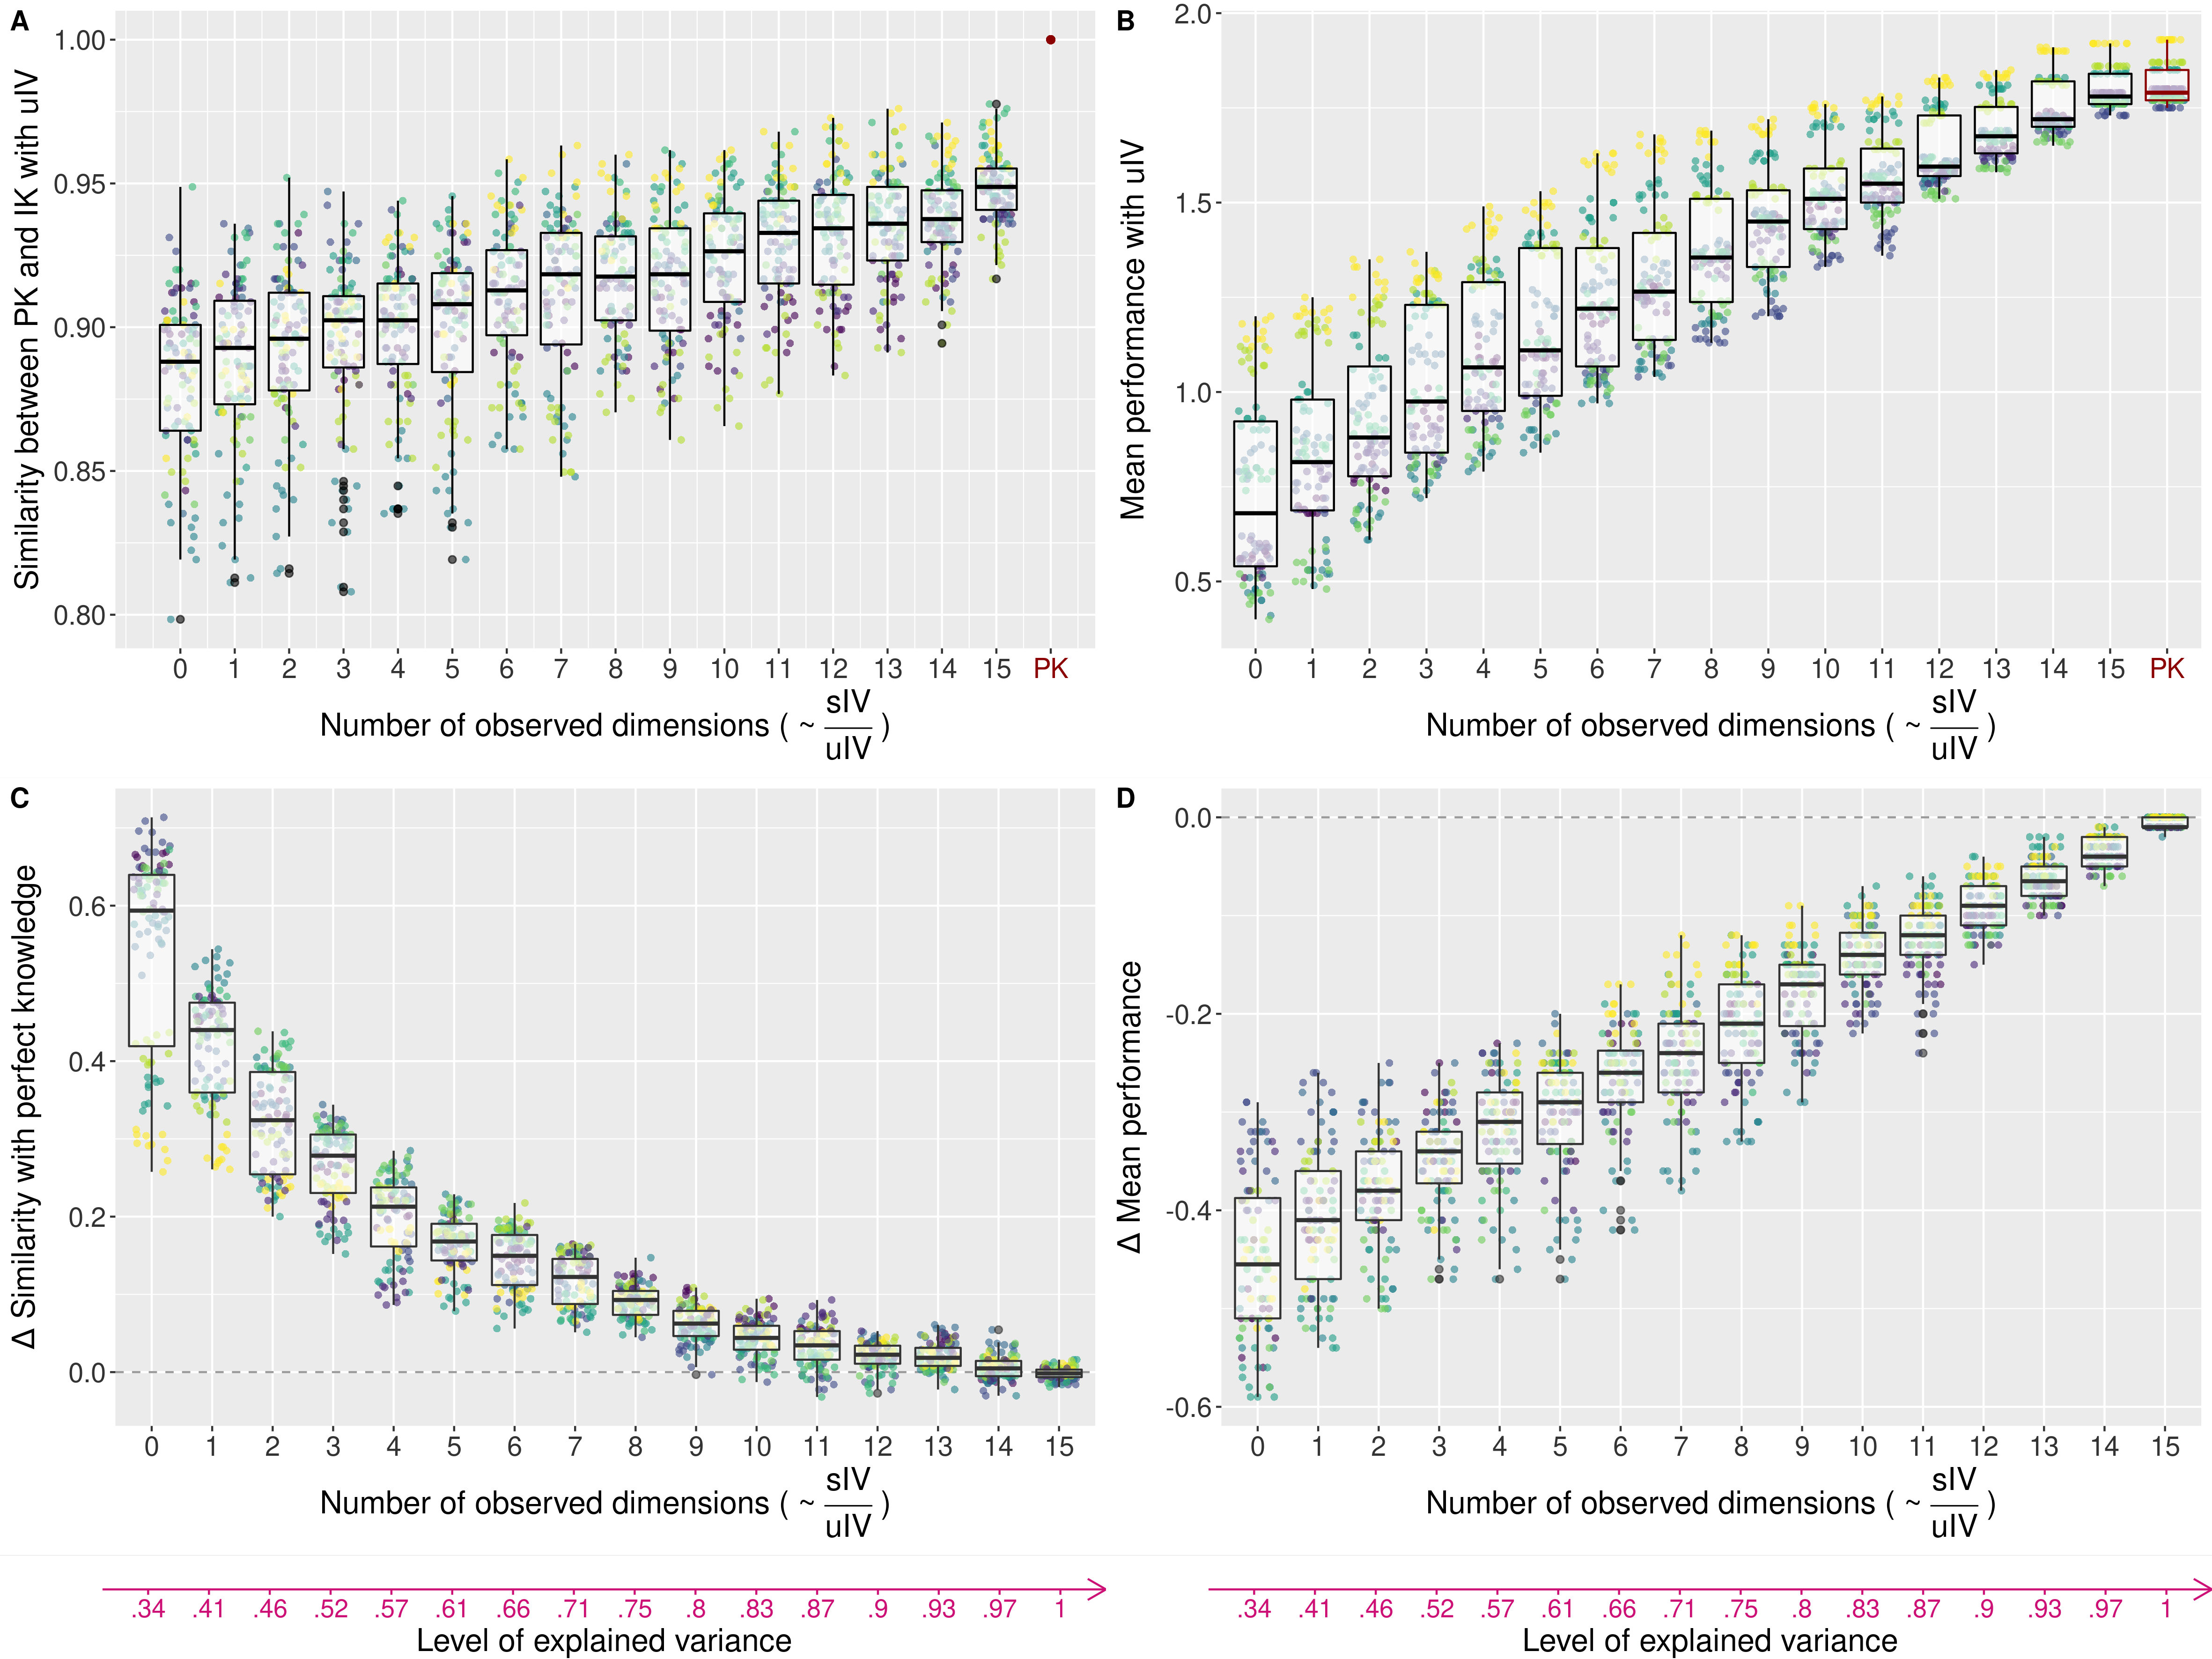 A
Similarity between PK and IK with uIV
1.00
0.95
0.90
0.85
0.80
0 1 2 3 4 5 6 7 8 9 10 11 12 13 14 15 PK
Number of observed dimensions ( ~ sIV/uIV )
B
Mean performance with uIV
2.0
1.5
1.0
0.5
0 1 2 3 4 5 6 7 8 9 10 11 12 13 14 15 PK
Number of observed dimensions ( ~ sIV/uIV )
C
Δ Similarity with perfect knowledge
0.6
0.4
0.2
0.0
0 1 2 3 4 5 6 7 8 9 10 11 12 13 14 15
Number of observed dimensions ( ~ sIV/uIV )
D
Δ Mean performance
0.0
-0.2
-0.4
-0.6
0 1 2 3 4 5 6 7 8 9 10 11 12 13 14 15
Number of observed dimensions ( ~ sIV/uIV )
.34 .41 .46 .52 .57 .61 .66 .71 .75 .8 .83 .87 .9 .93 .97 1
Level of explained variance
.34 .41 .46 .52 .57 .61 .66 .71 .75 .8 .83 .87 .9 .93 .97 1
Level of explained variance